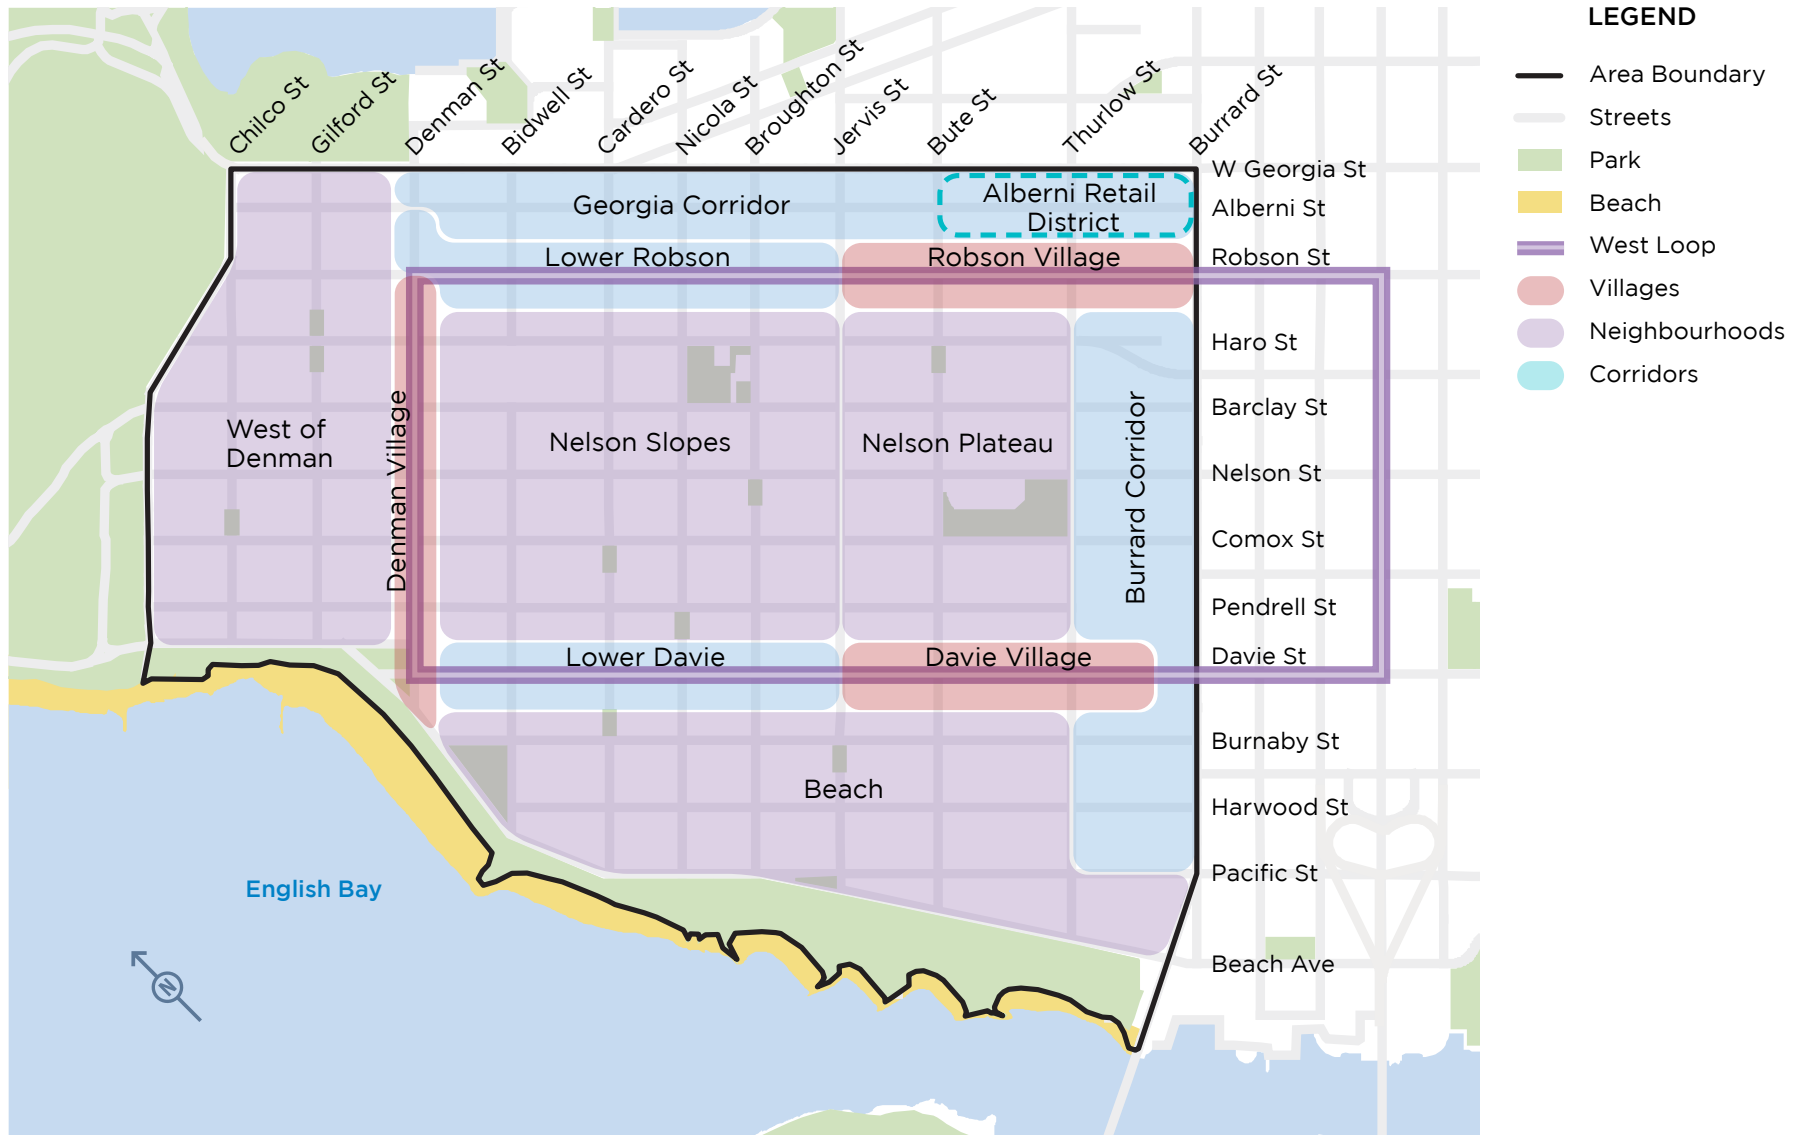 LEGEND
Area Boundary
Streets
Park
Beach
West Loop
Villages
Neighbourhoods
Corridors
Chilco St
Gilford St
Denman St
Bidwell St
Cardero St
Nicola St
Broughton St
Jervis St
Bute St
Thurlow St
Burrard St
W Georgia St
Alberni St
Robson St
Haro St
Barclay St
Nelson St
Comox St
Pendrell St
Davie St
Burnaby St
Harwood St
Pacific St
Beach Ave
Georgia Corridor
Alberni Retail
District
Lower Robson
Robson Village
West of
Denman
Denman Village
Nelson Slopes
Nelson Plateau
Burrard Corridor
Lower Davie
Davie Village
Beach
English Bay
N